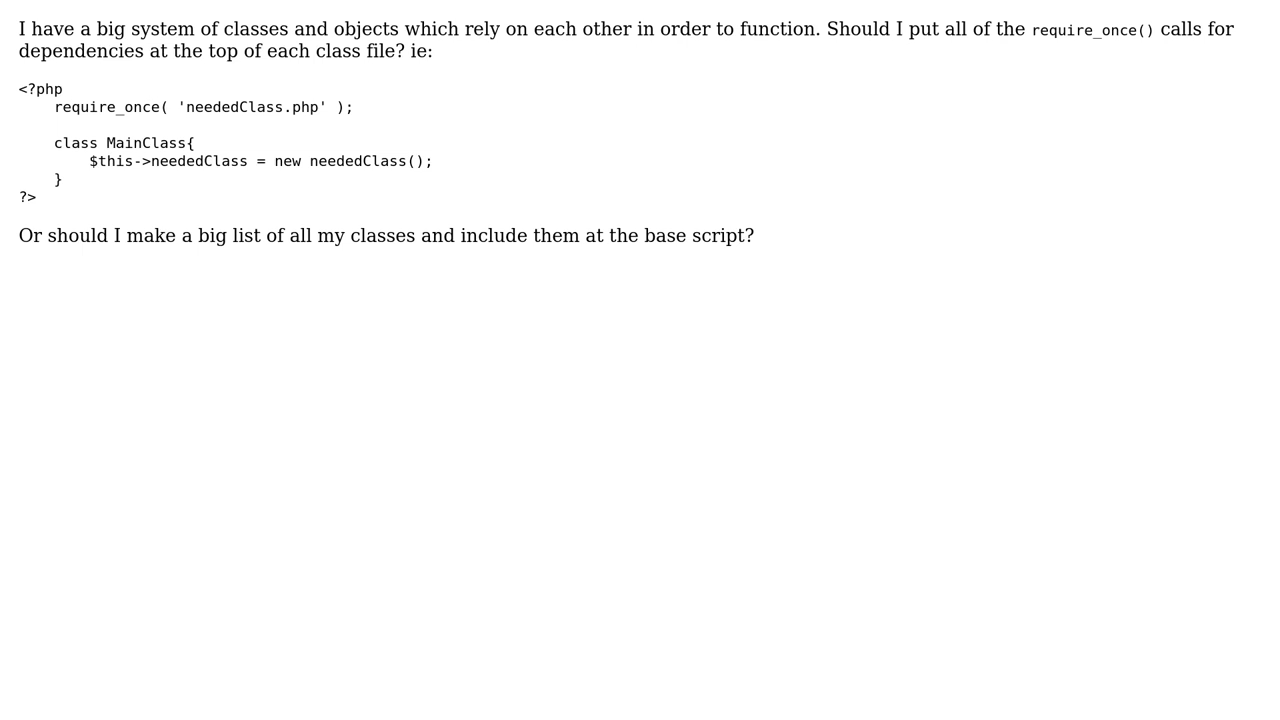 I have a big system of classes and objects which rely on each other in order to function. Should I put all of the require_once() calls for
dependencies at the top of each class file? ie:
<?php
    require_once( 'neededClass.php' );
    class MainClass{
        $this->neededClass = new neededClass();
    }
?>
Or should I make a big list of all my classes and include them at the base script?